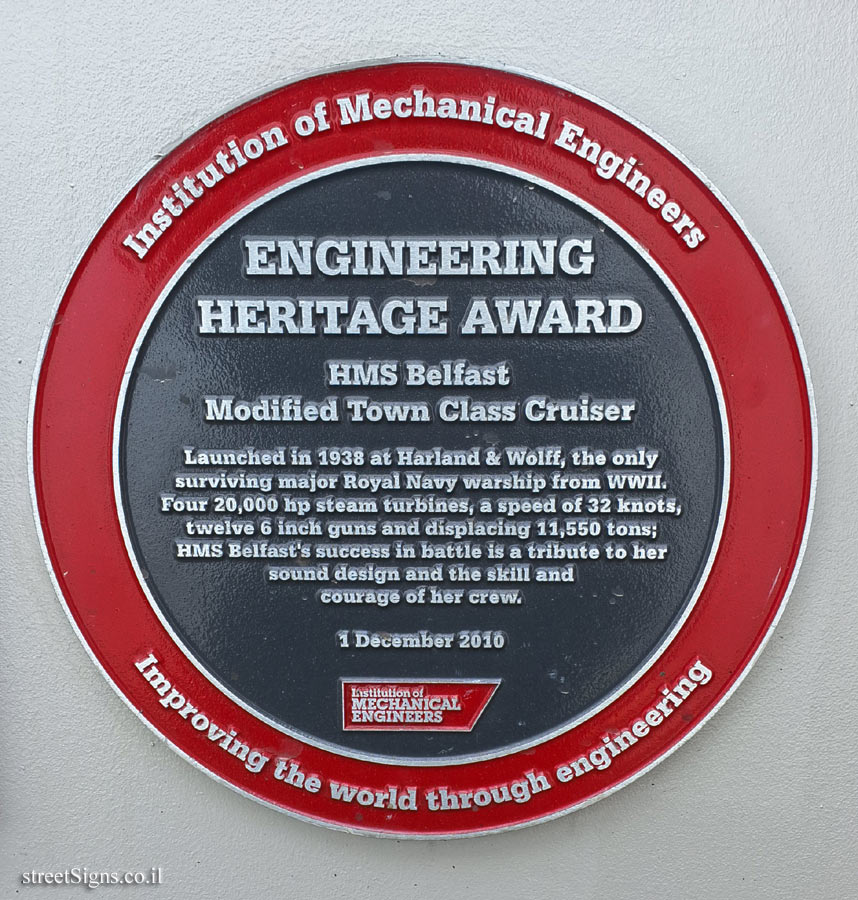 Institution of Mechanical Engineers
ENGINEERING
HERITAGE AWARD
HMS Belfast
Modified Town Class Cruiser
Launched in 1938 at Harland & Wolff, the only
surviving major Royal Navy warship from WWII.
Four 20,000 hp steam turbines, a speed of 32 knots,
twelve 6 inch guns and displacing 11,550 tons;
HMS Belfast's success in battle is a tribute to her
sound design and the skill and
courage of her crew.
1 December 2010
Institution of
MECHANICAL
ENGINEERS
Improving the world through engineering
streetSigns.co.il